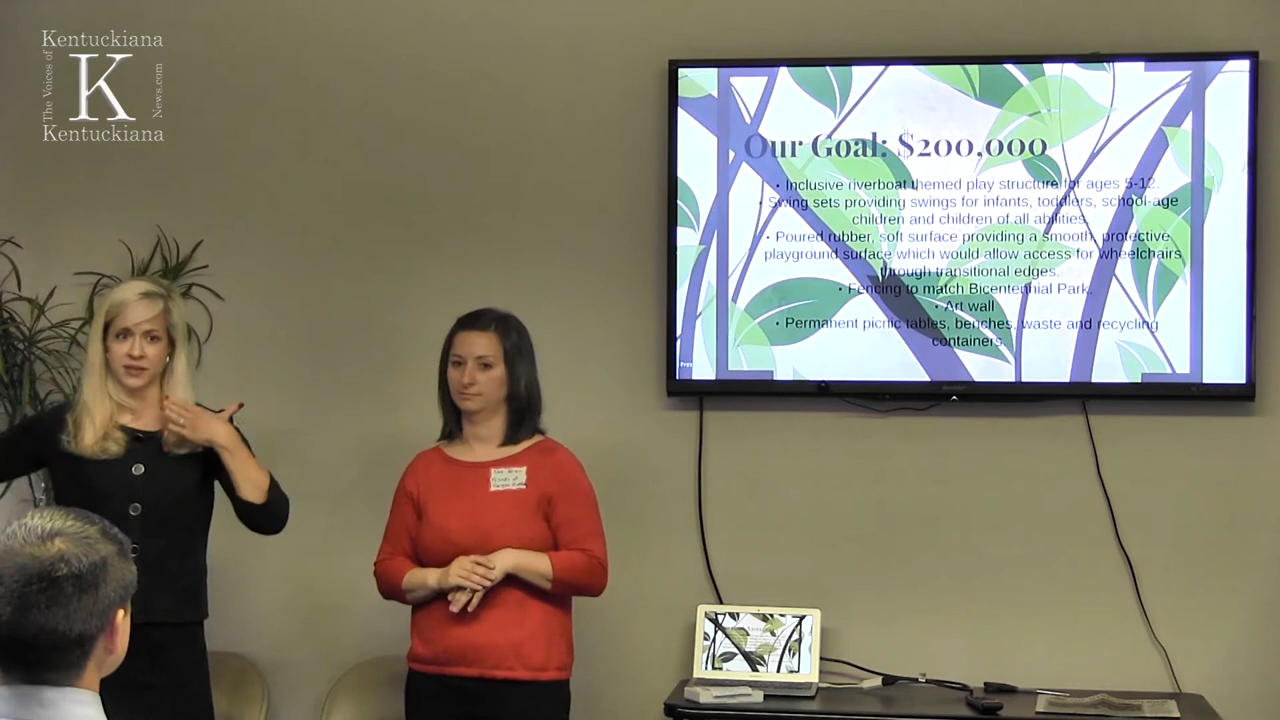 Kentuckiana
The Voices of
K
News.com
Kentuckiana
Our Goal: $200,000
• Inclusive riverboat themed play structure for ages 5-12.
• Swing sets providing swings for infants, toddlers, school-age
children and children of all abilities.
• Poured rubber, soft surface providing a smooth, protective
playground surface which would allow access for wheelchairs
through transitional edges.
• Fencing to match Bicentennial Park.
• Art wall
• Permanent picnic tables, benches, waste and recycling
containers.
Friends of